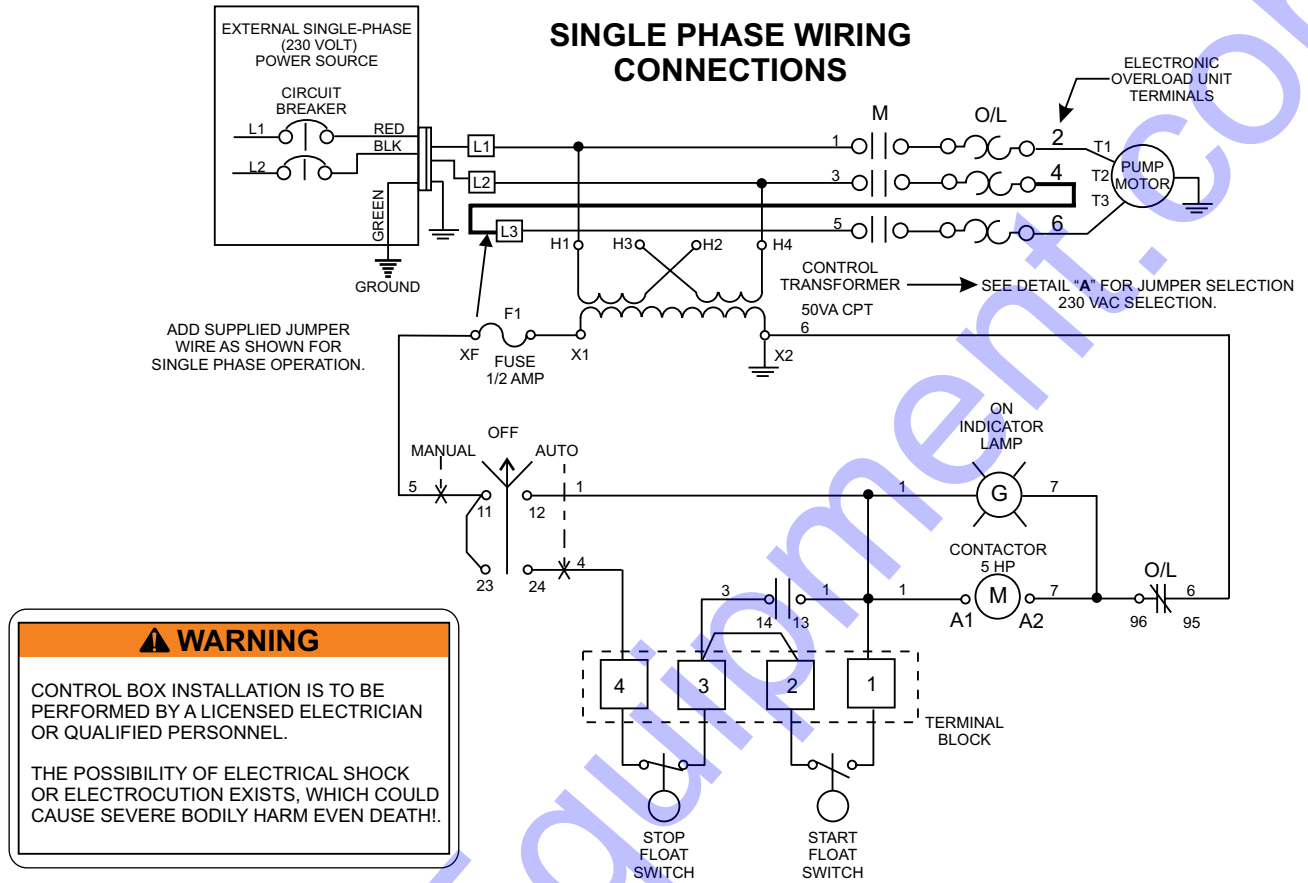 SINGLE PHASE WIRING
CONNECTIONS
EXTERNAL SINGLE-PHASE
(230 VOLT)
POWER SOURCE
CIRCUIT
BREAKER
L1
RED
BLK
L2
GREEN
GROUND
L1
L2
L3
M
O/L
ELECTRONIC
OVERLOAD UNIT
TERMINALS
1
3
5
2
4
6
T1
T2
T3
PUMP
MOTOR
H1
H3
H2
H4
CONTROL
TRANSFORMER
SEE DETAIL "A" FOR JUMPER SELECTION
230 VAC SELECTION.
50VA CPT
6
ADD SUPPLIED JUMPER
WIRE AS SHOWN FOR
SINGLE PHASE OPERATION.
F1
XF
FUSE
1/2 AMP
X1
X2
OFF
MANUAL
AUTO
5
11
12
1
23
24
4
ON
INDICATOR
LAMP
1
G
7
CONTACTOR
5 HP
3
1
1
M
7
14
13
A1
A2
O/L
6
96
95
4
3
2
1
TERMINAL
BLOCK
STOP
FLOAT
SWITCH
START
FLOAT
SWITCH
WARNING
CONTROL BOX INSTALLATION IS TO BE
PERFORMED BY A LICENSED ELECTRICIAN
OR QUALIFIED PERSONNEL.
THE POSSIBILITY OF ELECTRICAL SHOCK
OR ELECTROCUTION EXISTS, WHICH COULD
CAUSE SEVERE BODILY HARM EVEN DEATH!.
Equipment.co